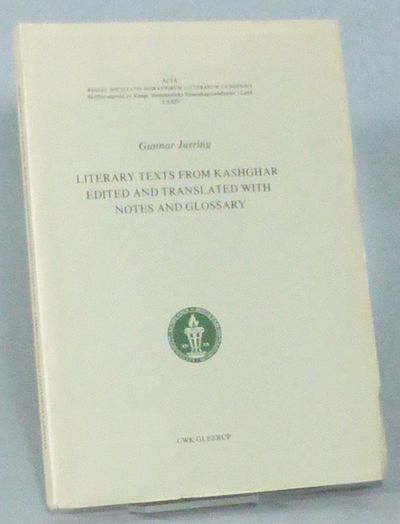 ACTA
REGIAE SOCIETATIS HUMANIORUM LITTERARUM LUNDENSIS
Skrifter utgivna av Kungl. Humanistiska Vetenskapssamfundet i Lund
LXXIV
Gunnar Jarring
LITERARY TEXTS FROM KASHGHAR
EDITED AND TRANSLATED WITH
NOTES AND GLOSSARY
CWK GLEERUP